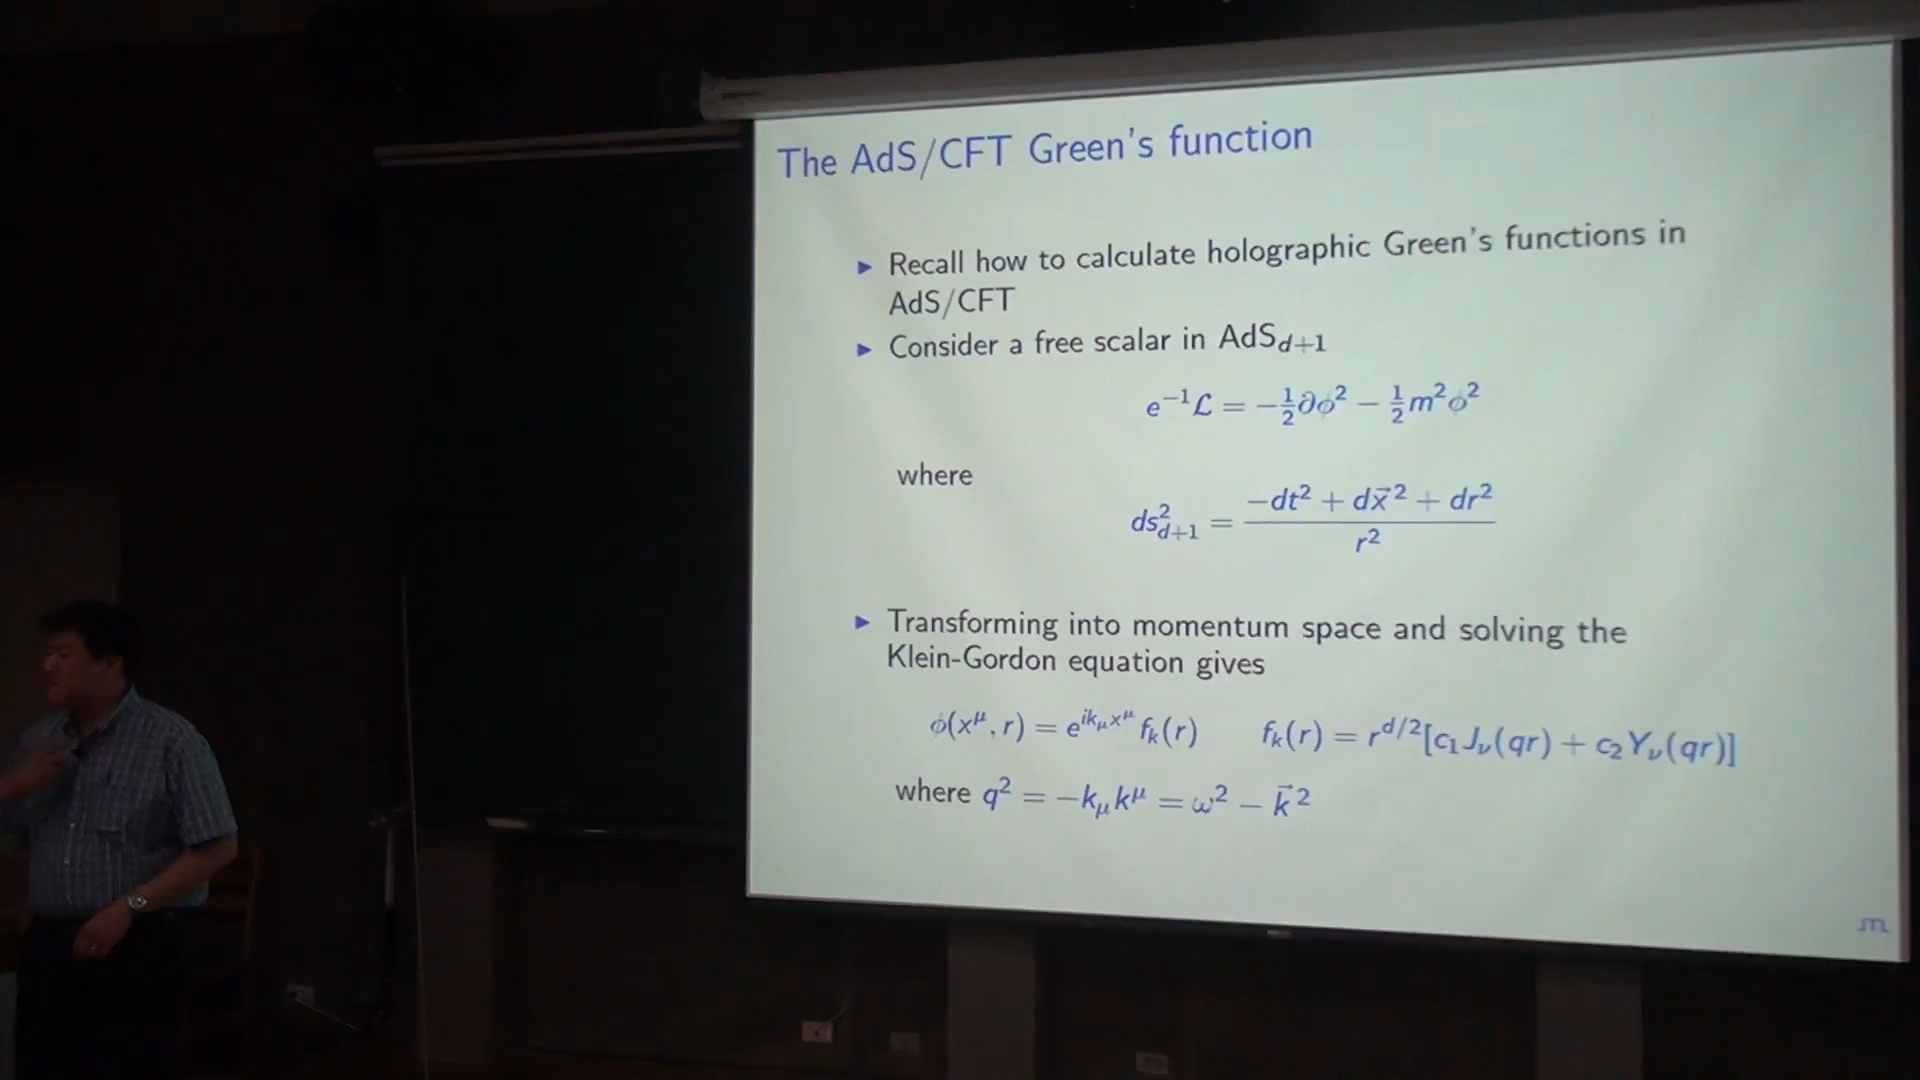 The AdS/CFT Green's function
▶ Recall how to calculate holographic Green's functions in
AdS/CFT
▶ Consider a free scalar in AdS_{d+1}
e^{-1}ℒ = -½∂ϕ² - ½m²ϕ²
where
ds²_{d+1} = \frac{-dt² + d\vec{x}² + dr²}{r²}
▶ Transforming into momentum space and solving the
Klein-Gordon equation gives
ϕ(x^μ, r) = e^{ik_μx^μ} f_k(r)    f_k(r) = r^{d/2}[c₁J_ν(qr) + c₂Y_ν(qr)]
where q² = -k_μk^μ = ω² - \vec{k}²